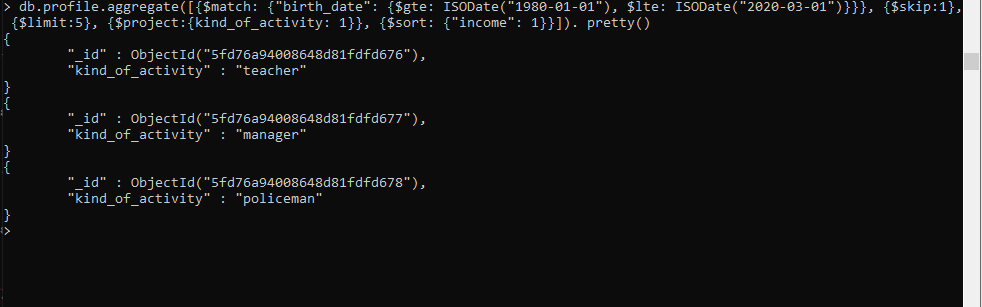 > db.profile.aggregate([{$match: {"birth_date": {$gte: ISODate("1980-01-01"), $lte: ISODate("2020-03-01")}}}, {$skip:1},
{$limit:5}, {$project:{kind_of_activity: 1}}, {$sort: {"income": 1}}]). pretty()
{
        "_id" : ObjectId("5fd76a94008648d81fdfd676"),
        "kind_of_activity" : "teacher"
}
{
        "_id" : ObjectId("5fd76a94008648d81fdfd677"),
        "kind_of_activity" : "manager"
}
{
        "_id" : ObjectId("5fd76a94008648d81fdfd678"),
        "kind_of_activity" : "policeman"
}
>